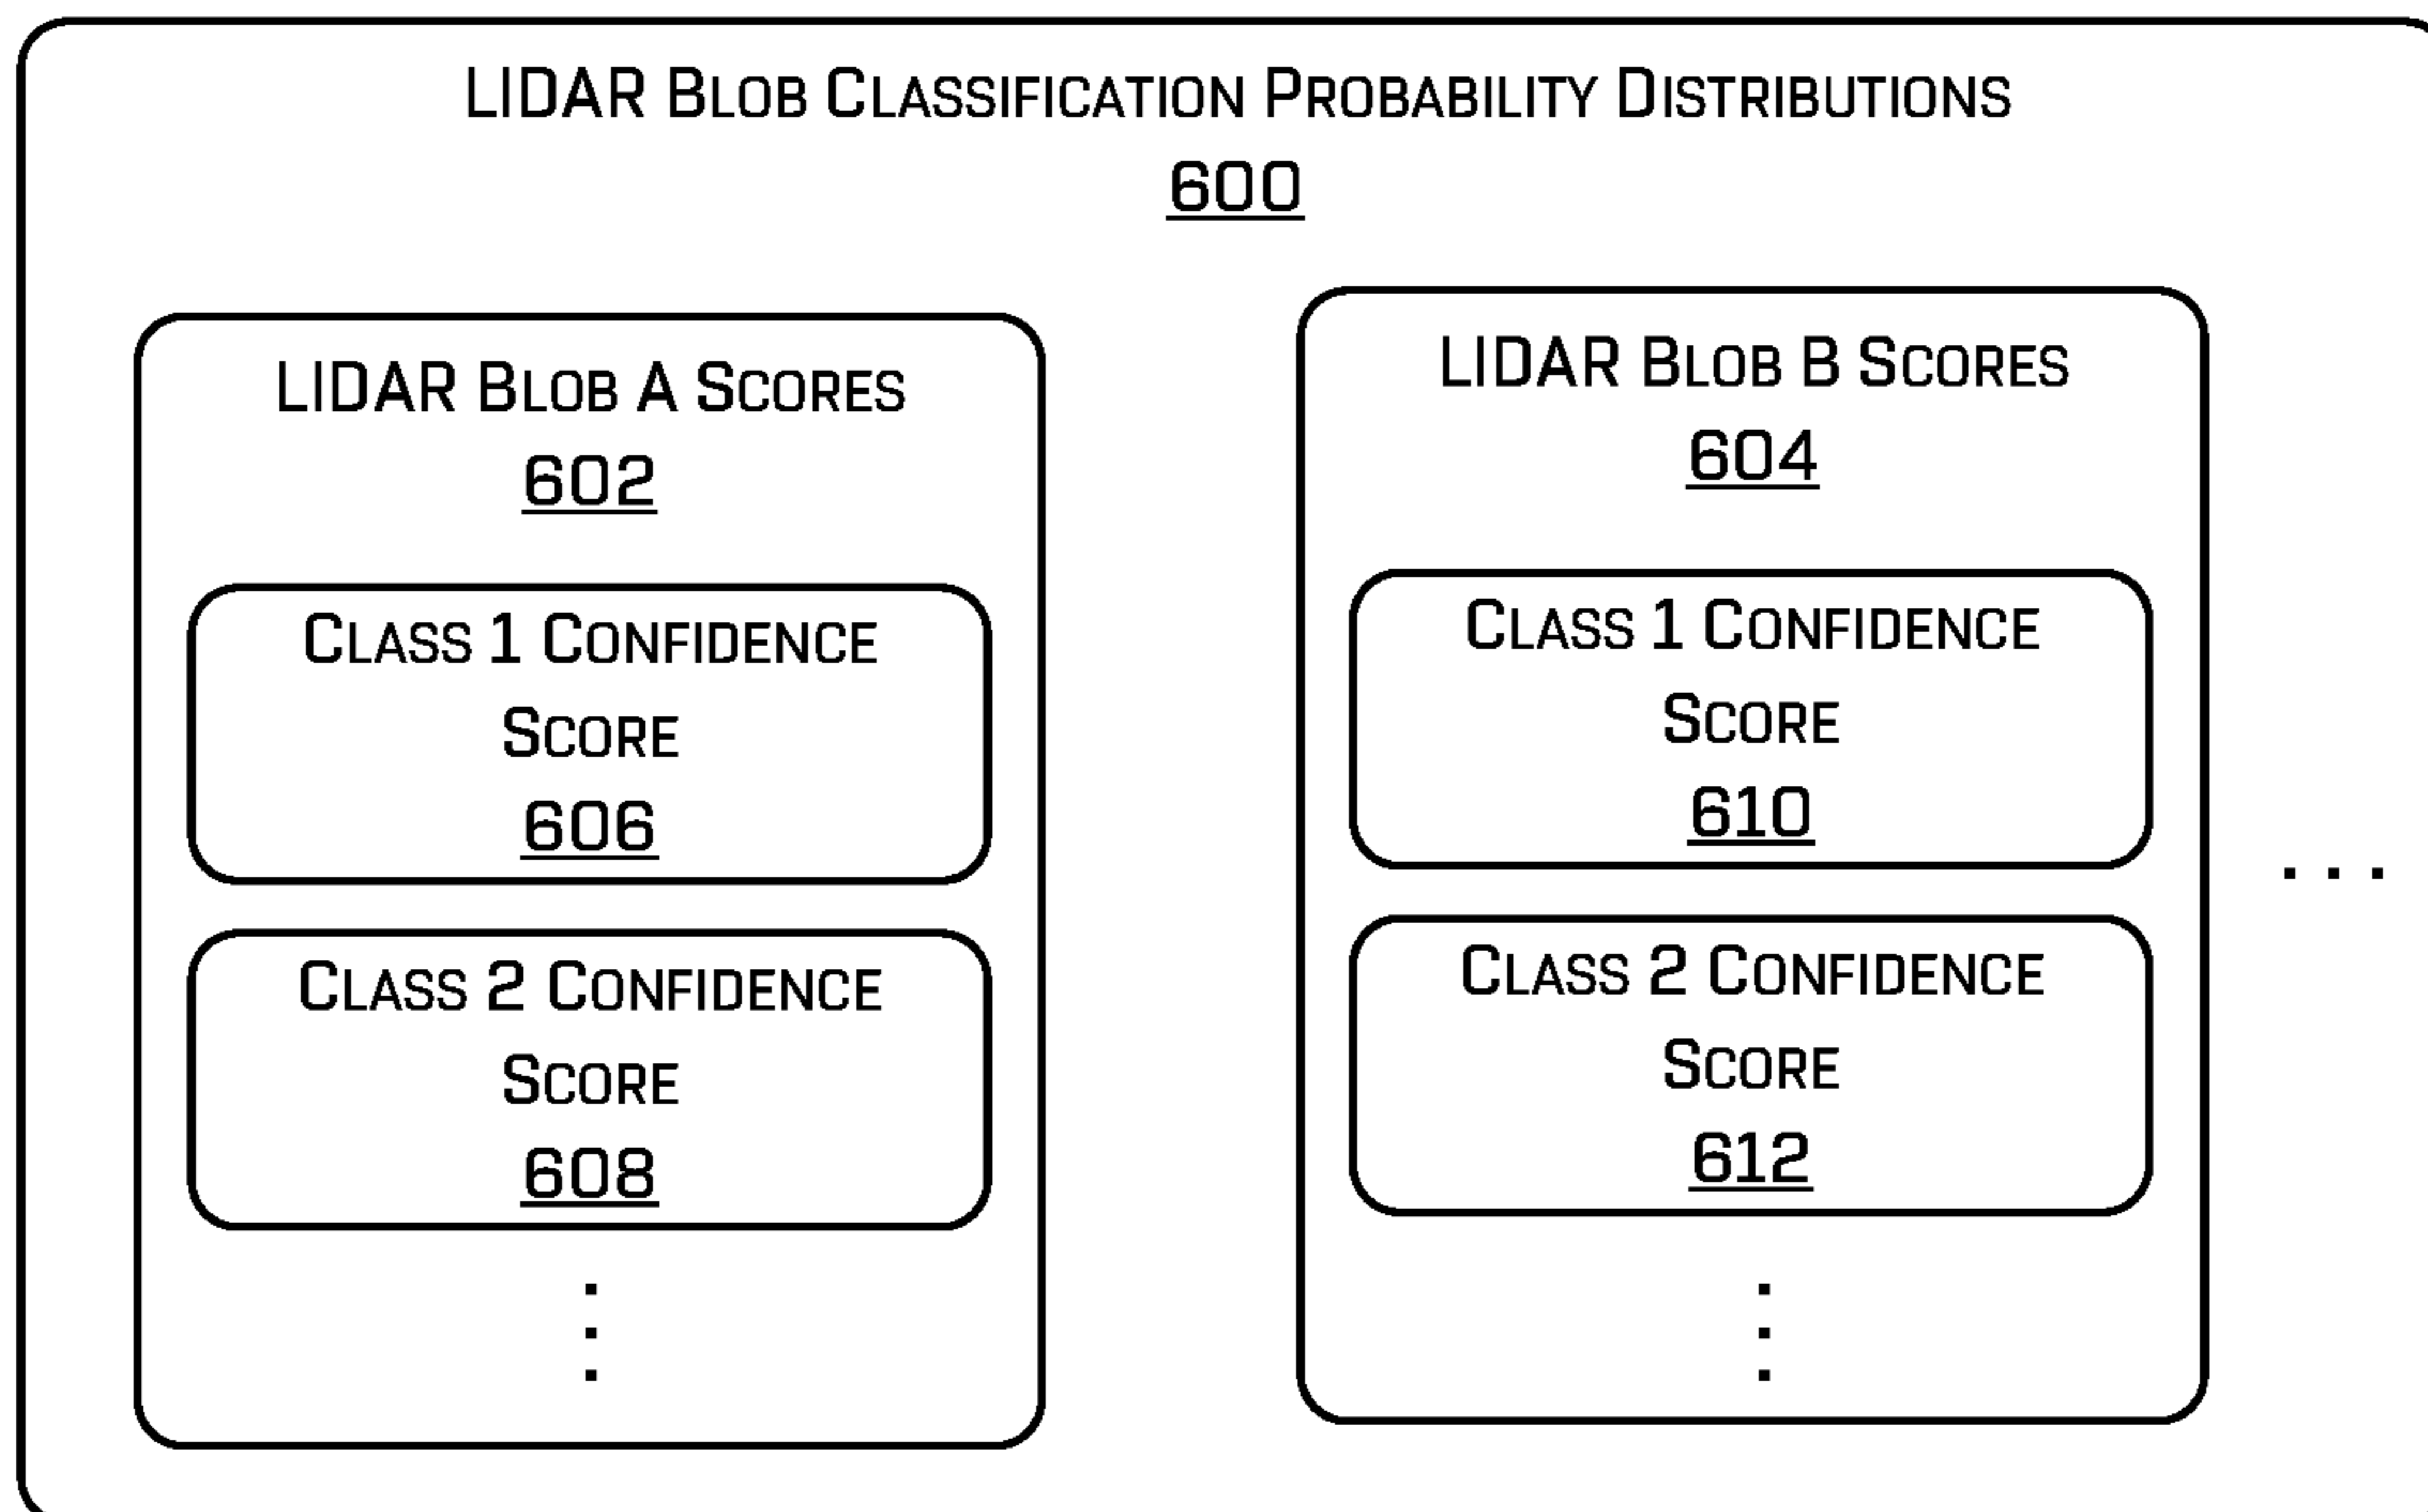 LIDAR Blob Classification Probability Distributions
600
LIDAR Blob A Scores
602
Class 1 Confidence
Score
606
Class 2 Confidence
Score
608
LIDAR Blob B Scores
604
Class 1 Confidence
Score
610
Class 2 Confidence
Score
612
. . .